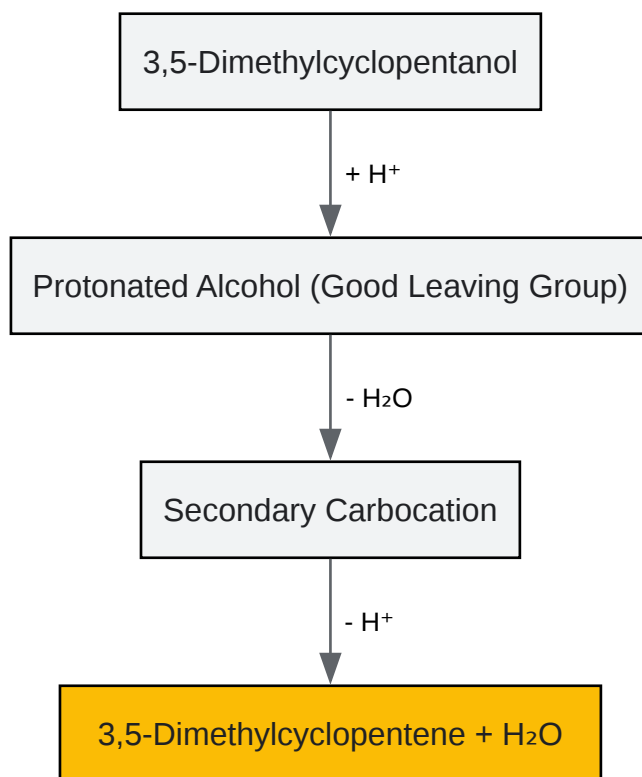 3,5-Dimethylcyclopentanol
+ H⁺
Protonated Alcohol (Good Leaving Group)
- H₂O
Secondary Carbocation
- H⁺
3,5-Dimethylcyclopentene + H₂O